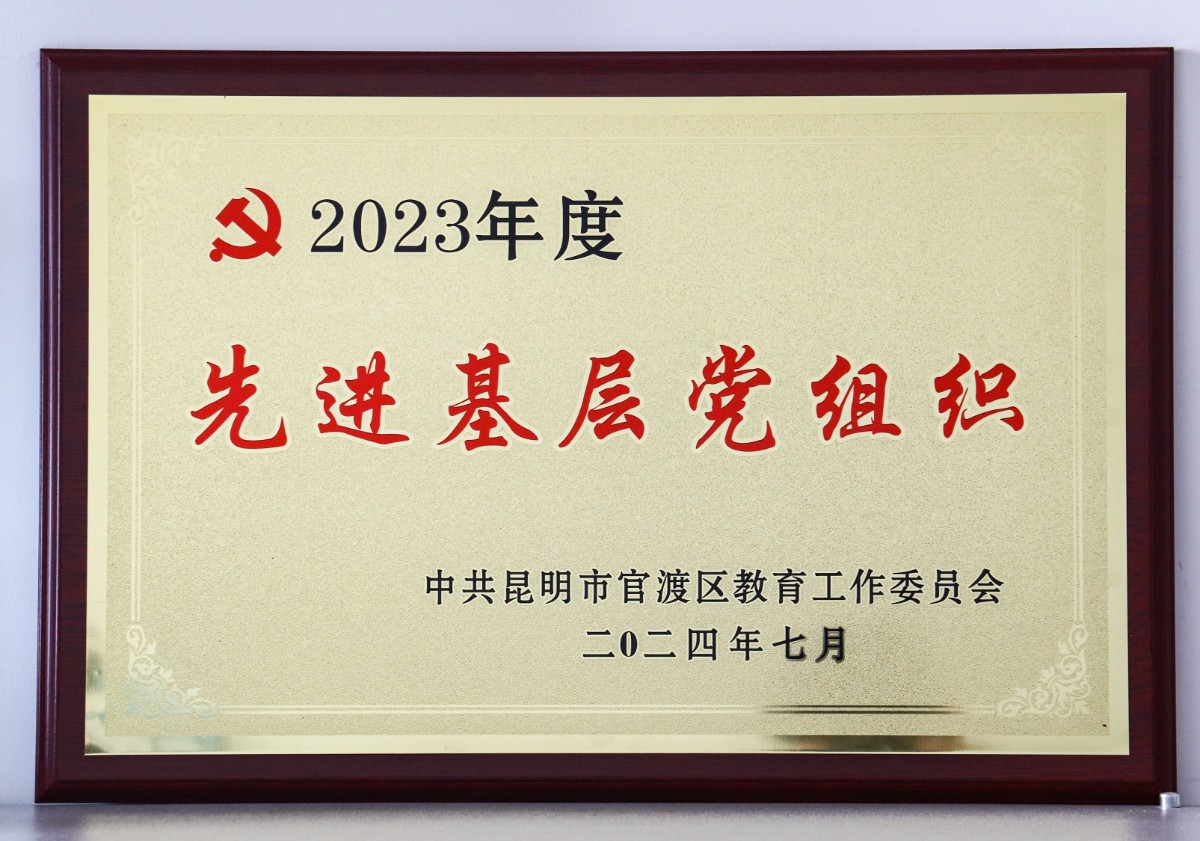 2023年度
先进基层党组织
中共昆明市官渡区教育工作委员会
二0二四年七月